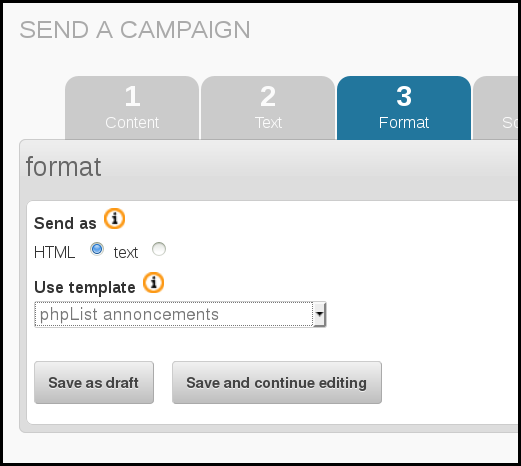 SEND A CAMPAIGN
1 2 3
Content Text Format Sc
format
Send as i
HTML text
Use template i
phpList annoncements
Save as draft Save and continue editing